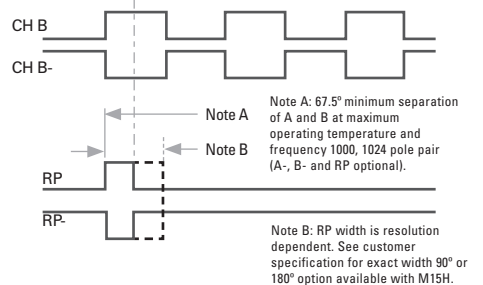 CH B
CH B-
Note A
Note B
Note A: 67.5º minimum separation
of A and B at maximum
operating temperature and
frequency 1000, 1024 pole pair
(A-, B- and RP optional).
RP
RP-
Note B: RP width is resolution
dependent. See customer
specification for exact width 90º or
180º option available with M15H.